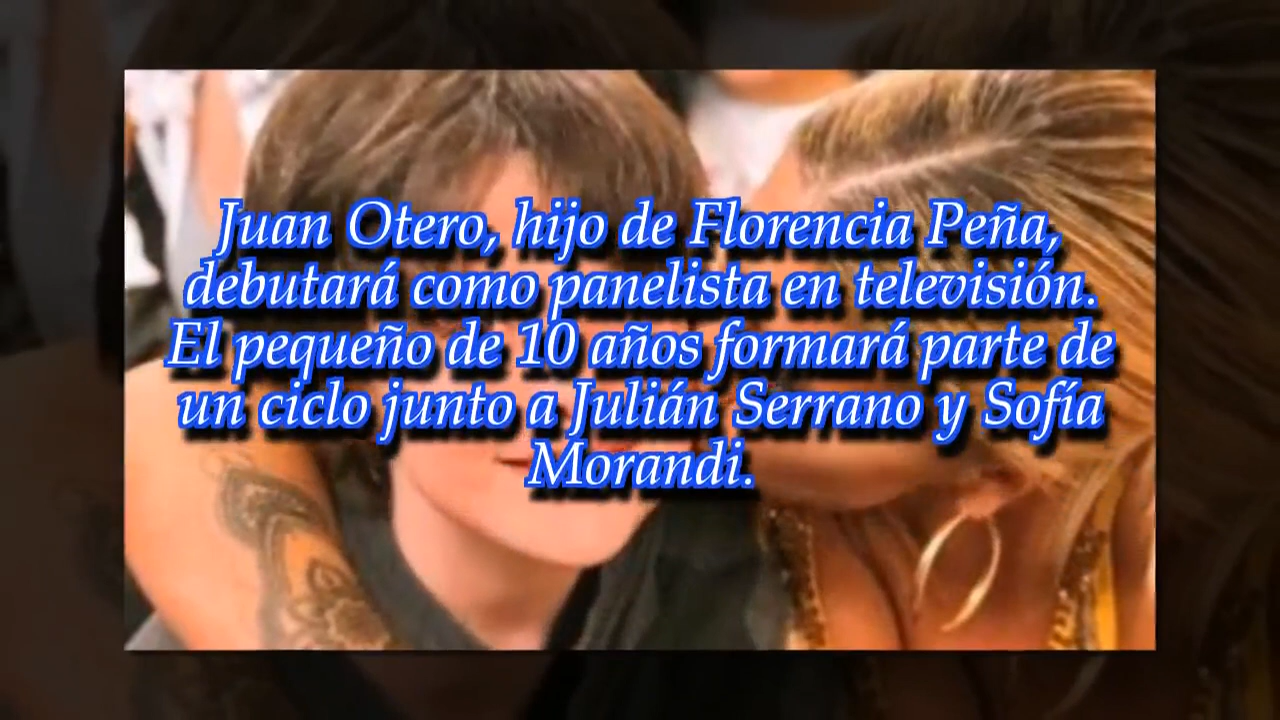 Juan Otero, hijo de Florencia Peña,
debutará como panelista en televisión.
El pequeño de 10 años formará parte de
un ciclo junto a Julián Serrano y Sofía
Morandi.